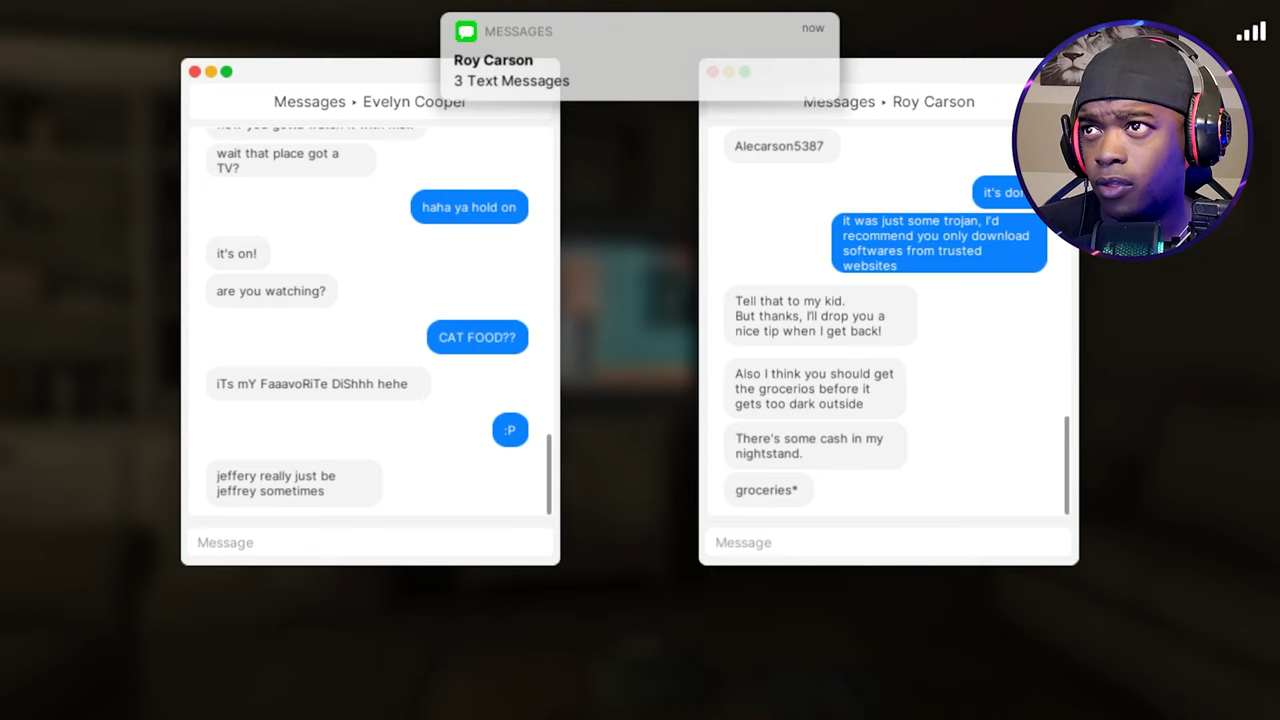 MESSAGES
now
Roy Carson
3 Text Messages
Messages ▸ Evelyn Cooper
wait that place got a
TV?
haha ya hold on
it's on!
are you watching?
CAT FOOD??
iTs mY FaaavoRiTe DiShhh hehe
:P
jeffery really just be
jeffrey sometimes
Message
Messages ▸ Roy Carson
Alecarson5387
it's
it was just some trojan, I'd
recommend you only download
softwares from trusted
websites
Tell that to my kid.
But thanks, I'll drop you a
nice tip when I get back!
Also I think you should get
the grocerios before it
gets too dark outside
There's some cash in my
nightstand.
groceries*
Message